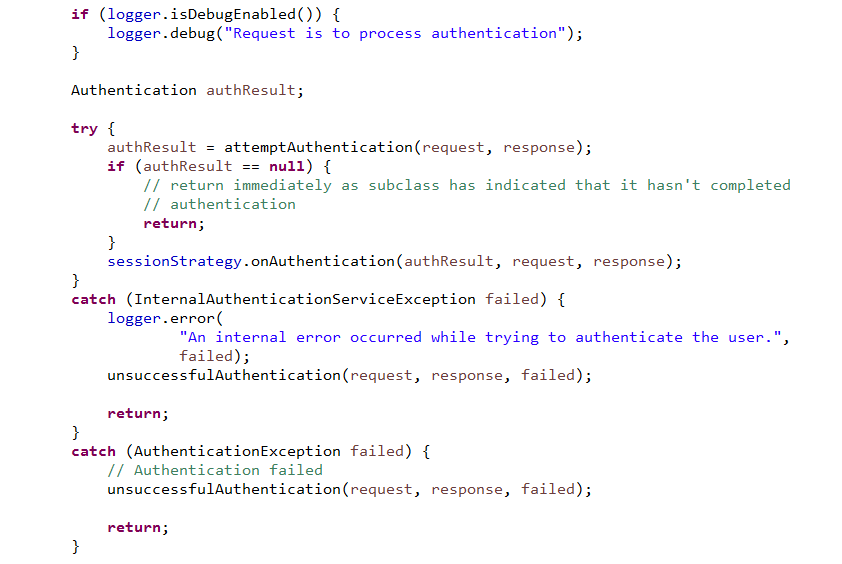 if (logger.isDebugEnabled()) {
    logger.debug("Request is to process authentication");
}

Authentication authResult;

try {
    authResult = attemptAuthentication(request, response);
    if (authResult == null) {
        // return immediately as subclass has indicated that it hasn't completed
        // authentication
        return;
    }
    sessionStrategy.onAuthentication(authResult, request, response);
}
catch (InternalAuthenticationServiceException failed) {
    logger.error(
            "An internal error occurred while trying to authenticate the user.",
            failed);
    unsuccessfulAuthentication(request, response, failed);

    return;
}
catch (AuthenticationException failed) {
    // Authentication failed
    unsuccessfulAuthentication(request, response, failed);

    return;
}